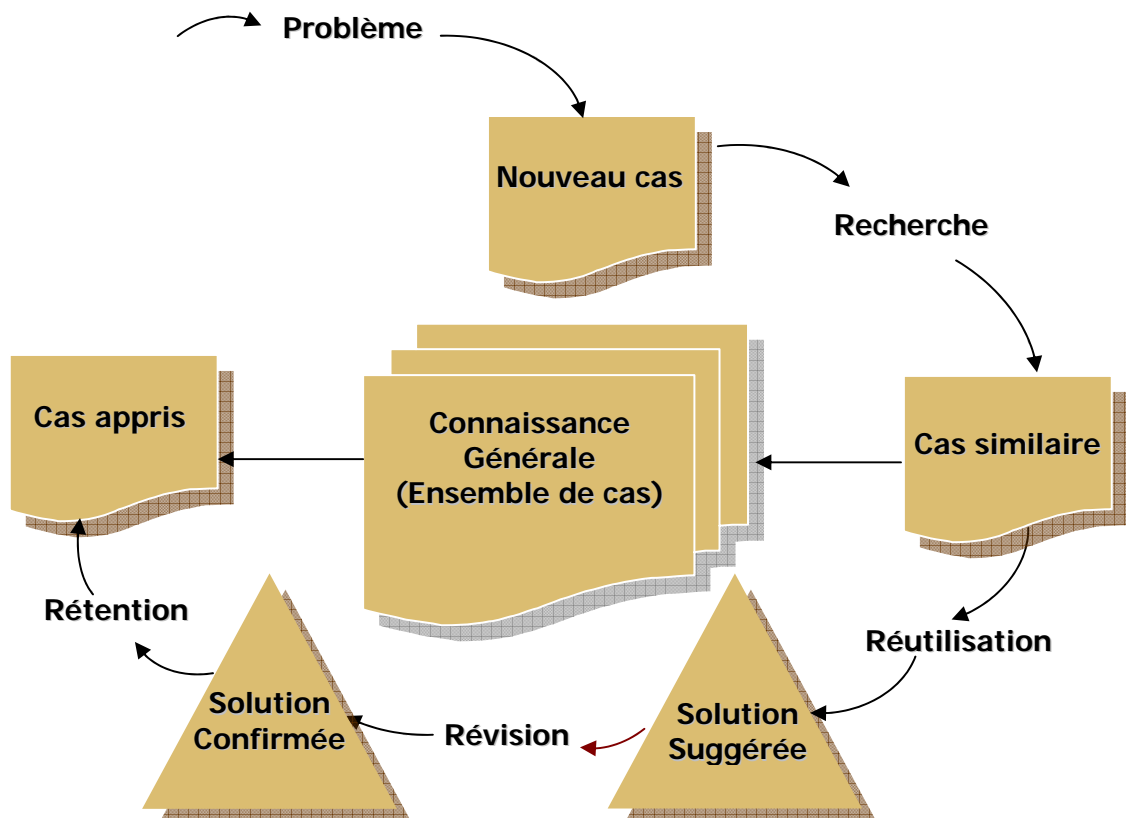 Problème
Nouveau cas
Recherche
Cas appris
Connaissance
Générale
(Ensemble de cas)
Cas similaire
Rétention
Réutilisation
Solution
Confirmée
Révision
Solution
Suggérée